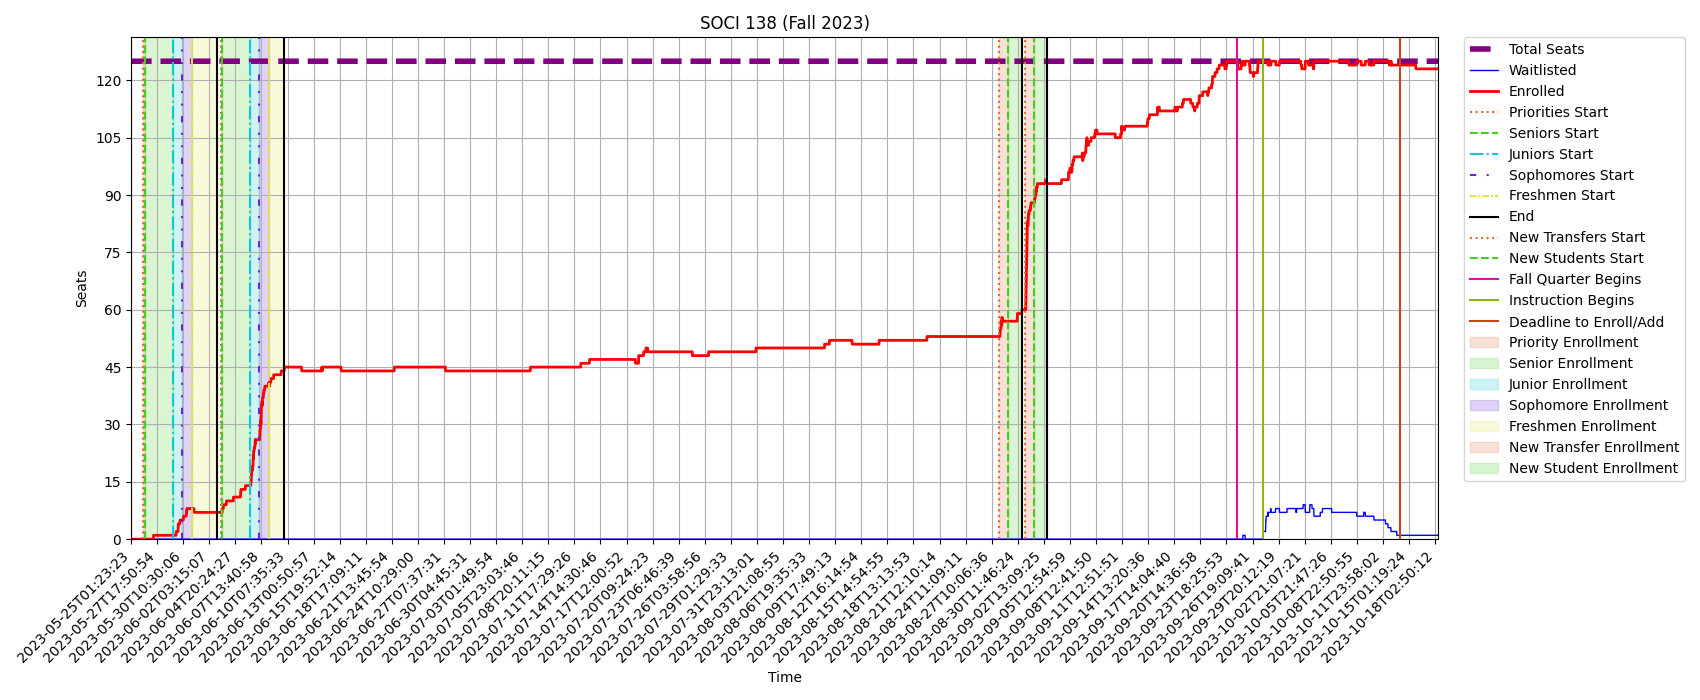 SOCI 138 (Fall 2023)
Seats
120
105
90
75
60
45
30
15
0
2023-05-25T01:23:23
2023-05-27T17:50:54
2023-05-30T10:30:06
2023-06-02T03:15:07
2023-06-04T20:24:27
2023-06-07T13:40:58
2023-06-10T07:35:33
2023-06-13T00:50:57
2023-06-15T19:52:14
2023-06-18T17:09:11
2023-06-21T13:45:54
2023-06-24T10:29:00
2023-06-27T07:37:31
2023-06-30T04:45:31
2023-07-03T01:49:54
2023-07-05T23:03:46
2023-07-08T20:11:15
2023-07-11T17:29:26
2023-07-14T14:30:46
2023-07-17T12:00:52
2023-07-20T09:24:23
2023-07-23T06:46:39
2023-07-26T03:58:56
2023-07-29T01:29:33
2023-07-31T23:13:01
2023-08-03T21:08:55
2023-08-06T19:35:33
2023-08-09T17:49:13
2023-08-12T16:14:54
2023-08-15T14:54:55
2023-08-18T13:13:53
2023-08-21T12:10:14
2023-08-24T11:09:11
2023-08-27T10:06:36
2023-08-30T11:46:24
2023-09-02T13:09:25
2023-09-05T12:54:59
2023-09-08T12:41:50
2023-09-11T12:51:51
2023-09-14T13:20:36
2023-09-17T14:04:40
2023-09-20T14:36:58
2023-09-23T18:25:53
2023-09-26T19:09:41
2023-09-29T20:12:19
2023-10-02T21:07:21
2023-10-05T21:47:26
2023-10-08T22:50:55
2023-10-11T23:58:02
2023-10-15T01:19:24
2023-10-18T02:50:12
Time
Total Seats
Waitlisted
Enrolled
Priorities Start
Seniors Start
Juniors Start
Sophomores Start
Freshmen Start
End
New Transfers Start
New Students Start
Fall Quarter Begins
Instruction Begins
Deadline to Enroll/Add
Priority Enrollment
Senior Enrollment
Junior Enrollment
Sophomore Enrollment
Freshmen Enrollment
New Transfer Enrollment
New Student Enrollment